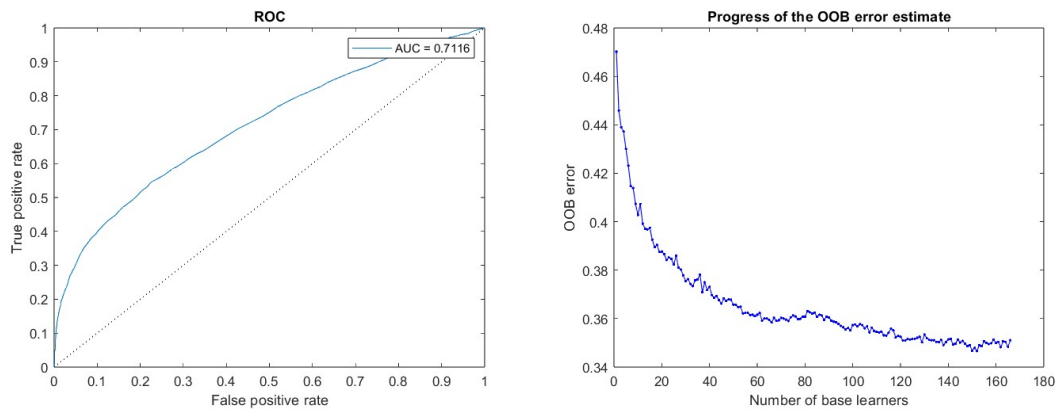 ROC
AUC = 0.7116
True positive rate
1
0.9
0.8
0.7
0.6
0.5
0.4
0.3
0.2
0.1
0
0 0.1 0.2 0.3 0.4 0.5 0.6 0.7 0.8 0.9 1
False positive rate
Progress of the OOB error estimate
OOB error
0.48
0.46
0.44
0.42
0.4
0.38
0.36
0.34
0 20 40 60 80 100 120 140 160 180
Number of base learners